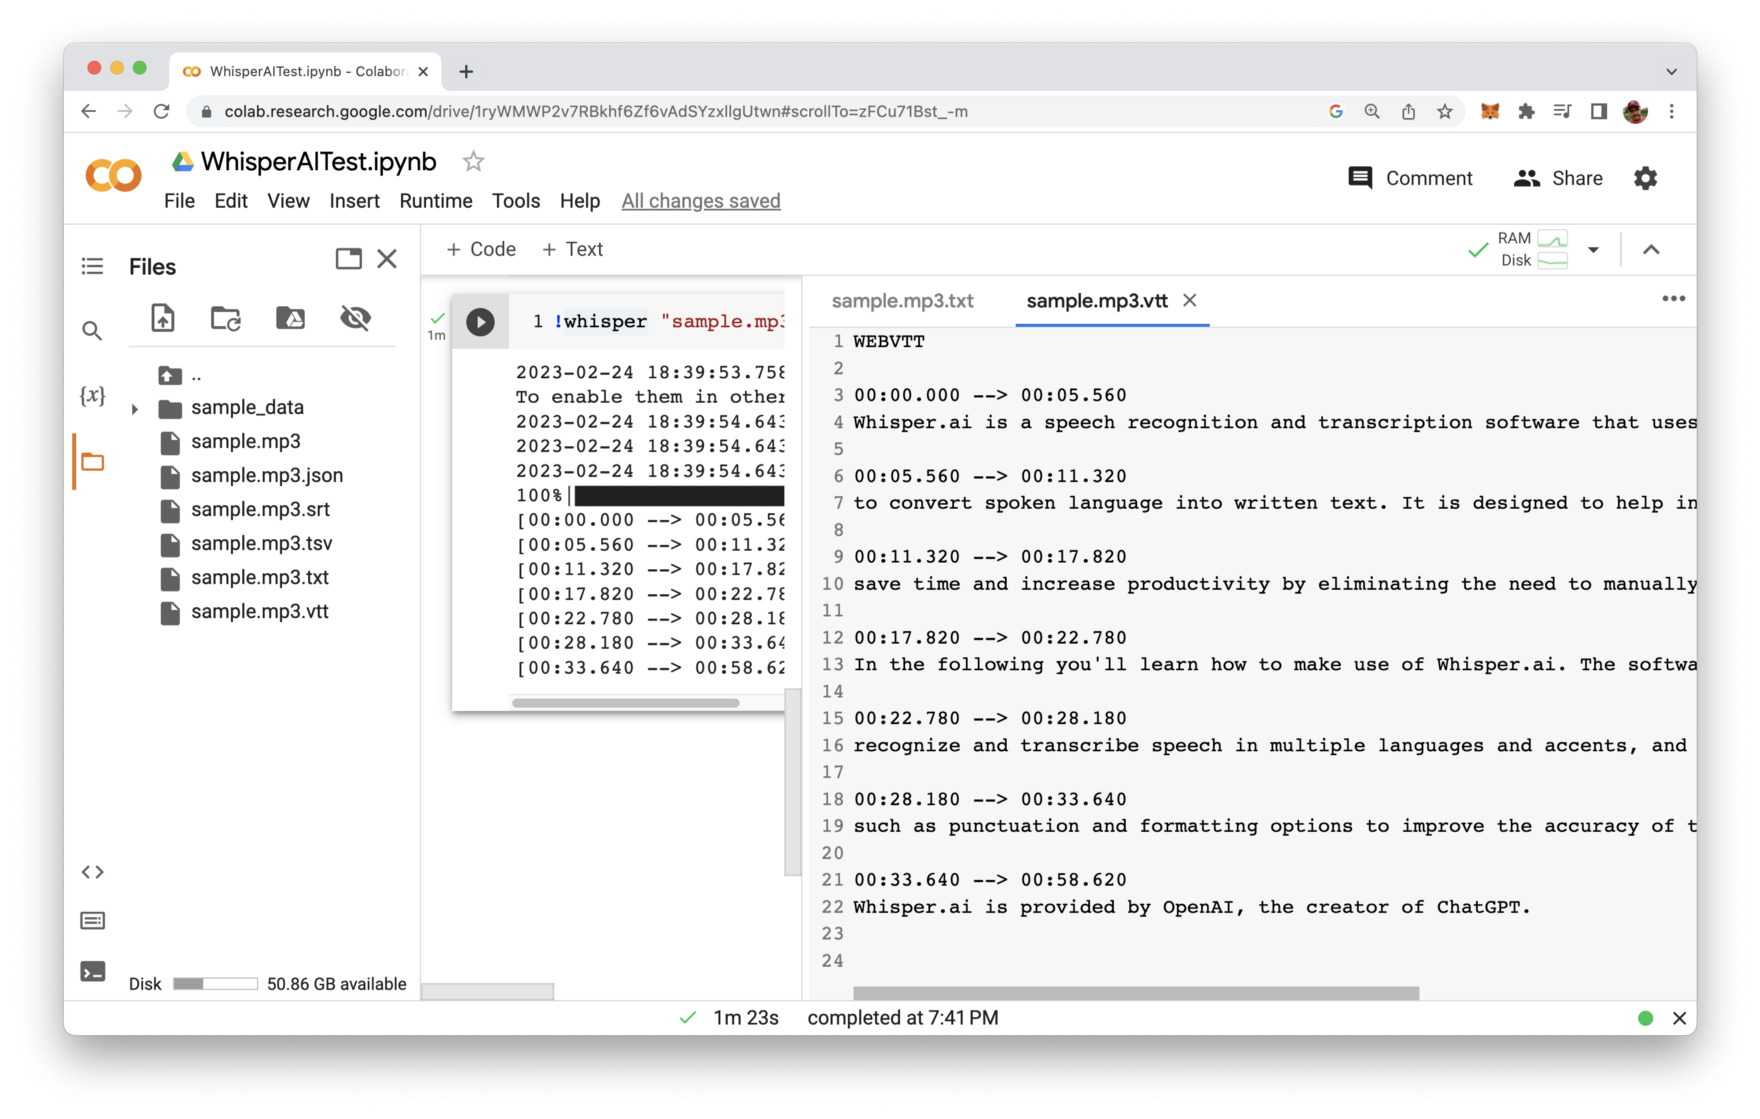 WhisperAITest.ipynb - Colabor
colab.research.google.com/drive/1ryWMWP2v7RBkhf6Zf6vAdSYzxllgUtwn#scrollTo=zFCu71Bst_-m
WhisperAITest.ipynb
Comment
Share
File Edit View Insert Runtime Tools Help All changes saved
Files
+ Code + Text
RAM
Disk
..
sample_data
sample.mp3
sample.mp3.json
sample.mp3.srt
sample.mp3.tsv
sample.mp3.txt
sample.mp3.vtt
{x}
Disk 50.86 GB available
1m
1 !whisper "sample.mp3
2023-02-24 18:39:53.758
To enable them in other
2023-02-24 18:39:54.643
2023-02-24 18:39:54.643
2023-02-24 18:39:54.643
100%|
[00:00.000 --> 00:05.56
[00:05.560 --> 00:11.32
[00:11.320 --> 00:17.82
[00:17.820 --> 00:22.78
[00:22.780 --> 00:28.18
[00:28.180 --> 00:33.64
[00:33.640 --> 00:58.62
sample.mp3.txt sample.mp3.vtt
1 WEBVTT
2
3 00:00.000 --> 00:05.560
4 Whisper.ai is a speech recognition and transcription software that uses
5
6 00:05.560 --> 00:11.320
7 to convert spoken language into written text. It is designed to help in
8
9 00:11.320 --> 00:17.820
10 save time and increase productivity by eliminating the need to manually
11
12 00:17.820 --> 00:22.780
13 In the following you'll learn how to make use of Whisper.ai. The softwa
14
15 00:22.780 --> 00:28.180
16 recognize and transcribe speech in multiple languages and accents, and
17
18 00:28.180 --> 00:33.640
19 such as punctuation and formatting options to improve the accuracy of t
20
21 00:33.640 --> 00:58.620
22 Whisper.ai is provided by OpenAI, the creator of ChatGPT.
23
24
1m 23s completed at 7:41 PM